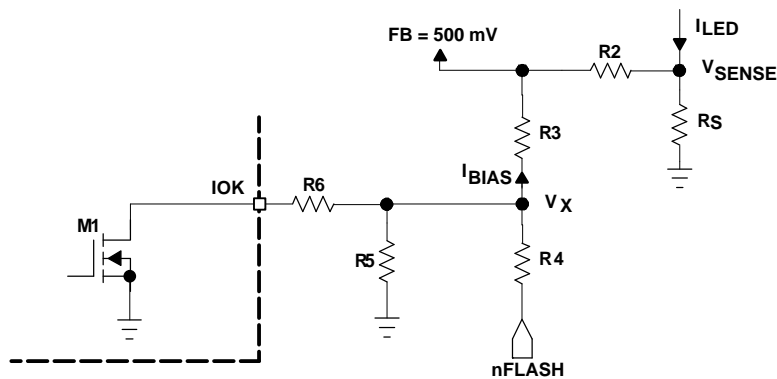 ILED
FB = 500 mV
R2
VSENSE
R3
RS
IOK
R6
IBIAS
VX
M1
R5
R4
nFLASH